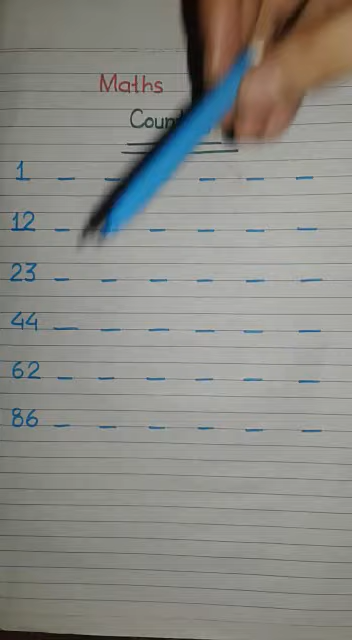 Maths
1 _ _ _ _ _ _
12 _ _ _ _ _ _
23 _ _ _ _ _ _
44 _ _ _ _ _ _
62 _ _ _ _ _ _
86 _ _ _ _ _ _